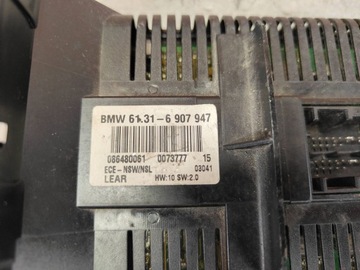 BMW 61.31-6 907 947
086480061 0073777 15
ECE-NSW/NSL 03041
LEAR HW:10 SW:2.0